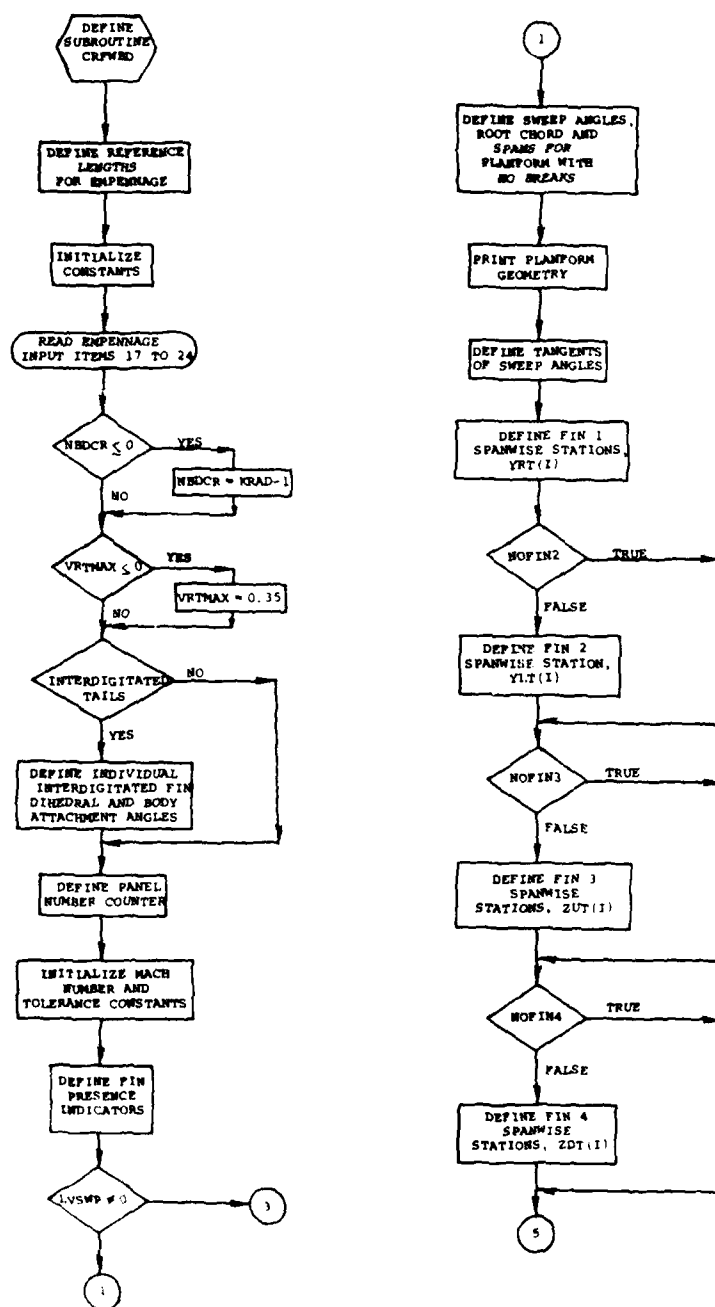 DEFINE
SUBROUTINE
CRFWBD
DEFINE REFERENCE
LENGTHS
FOR EMPENNAGE
INITIALIZE
CONSTANTS
READ EMPENNAGE
INPUT ITEMS 17 TO 24
NBDCR ≤ 0
YES
NBDCR = KRAD-1
NO
VRTMAX ≤ 0
YES
VRTMAX = 0.35
NO
INTERDIGITATED
TAILS
NO
YES
DEFINE INDIVIDUAL
INTERDIGITATED FIN
DIHEDRAL AND BODY
ATTACHMENT ANGLES
DEFINE PANEL
NUMBER COUNTER
INITIALIZE MACH
NUMBER AND
TOLERANCE CONSTANTS
DEFINE FIN
PRESENCE
INDICATORS
LVSWP ≠ 0
3
1
1
DEFINE SWEEP ANGLES,
ROOT CHORD AND
SPANS FOR
PLANFORM WITH
NO BREAKS
PRINT PLANFORM
GEOMETRY
DEFINE TANGENTS
OF SWEEP ANGLES
DEFINE FIN 1
SPANWISE STATIONS,
YRT(I)
NOFIN2
TRUE
FALSE
DEFINE FIN 2
SPANWISE STATION,
YLT(I)
NOFIN3
TRUE
FALSE
DEFINE FIN 3
SPANWISE
STATIONS, ZUT(I)
NOFIN4
TRUE
FALSE
DEFINE FIN 4
SPANWISE
STATIONS, ZDT(I)
5